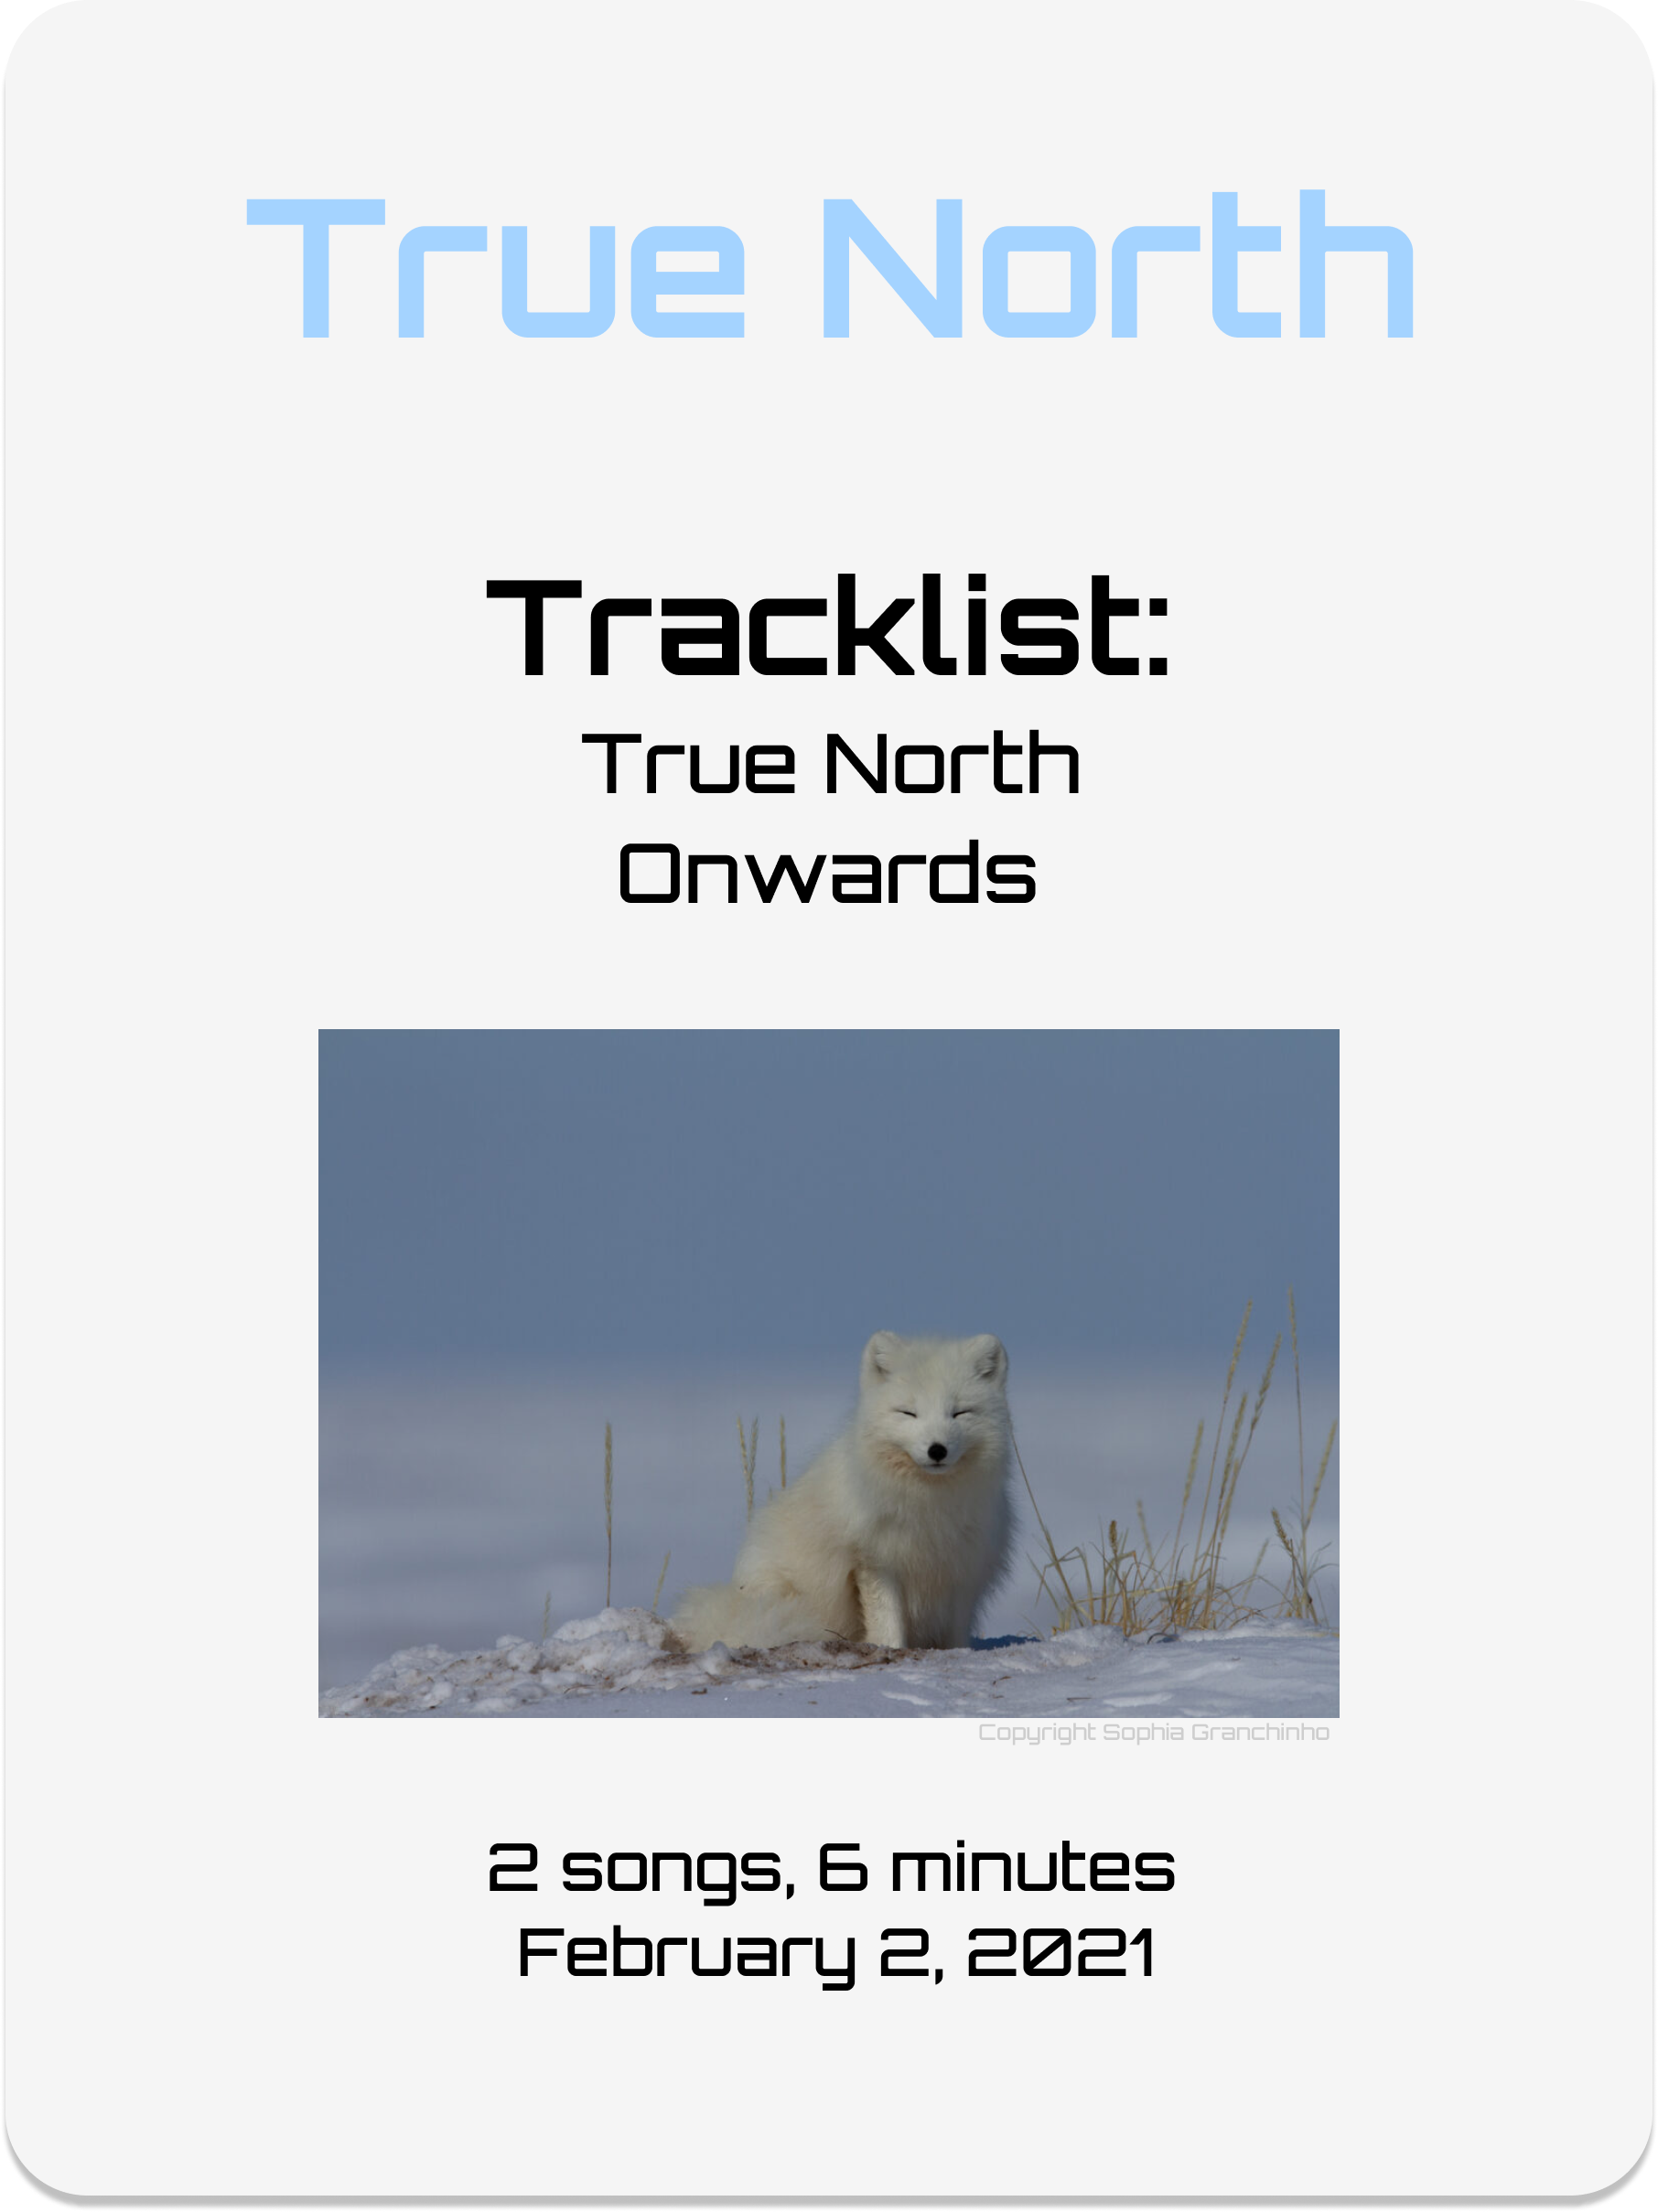 True North
Tracklist:
True North
Onwards
Copyright Sophia Granchinho
2 songs, 6 minutes
February 2, 2021